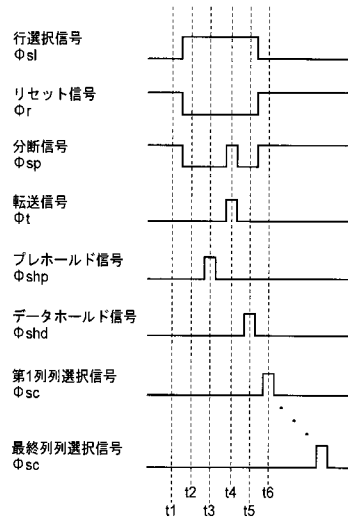 行選択信号
Φsl
リセット信号
Φr
分断信号
Φsp
転送信号
Φt
プレホールド信号
Φshp
データホールド信号
Φshd
第1列列選択信号
Φsc
最終列列選択信号
Φsc
t2 t4 t6
t1 t3 t5